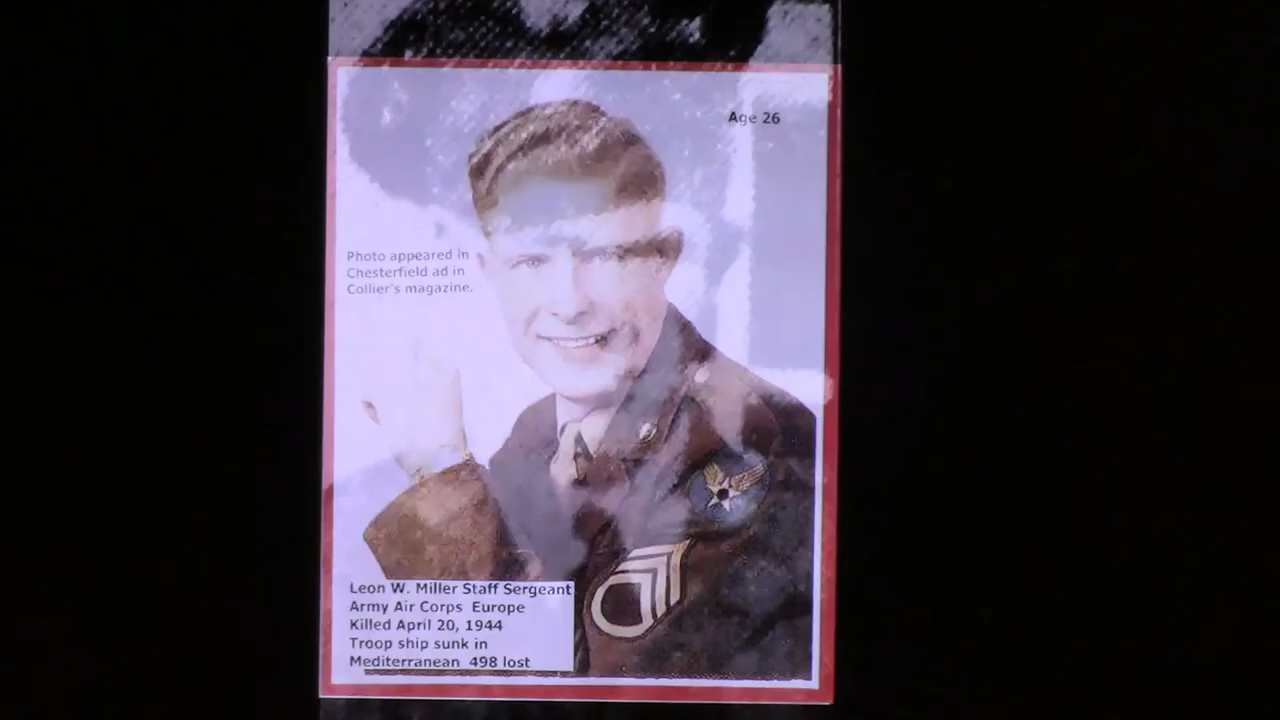 Age 26
Photo appeared in
Chesterfield ad in
Collier's magazine.
Leon W. Miller Staff Sergeant
Army Air Corps Europe
Killed April 20, 1944
Troop ship sunk in
Mediterranean 498 lost